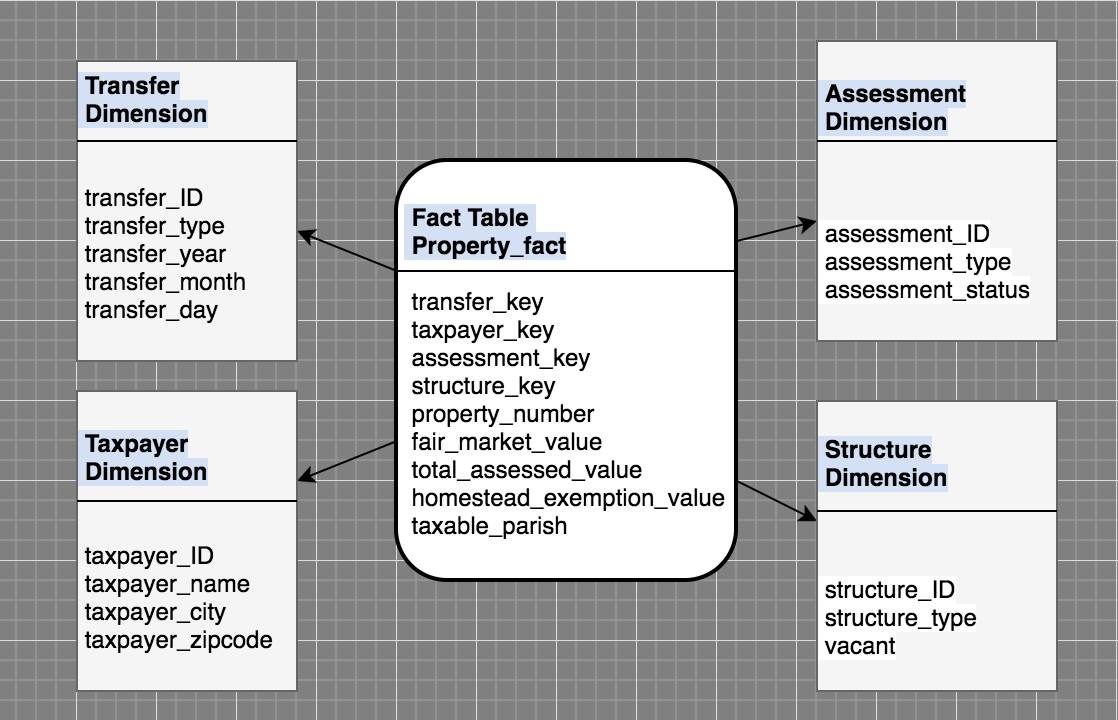 Transfer
Dimension
transfer_ID
transfer_type
transfer_year
transfer_month
transfer_day
Taxpayer
Dimension
taxpayer_ID
taxpayer_name
taxpayer_city
taxpayer_zipcode
Fact Table
Property_fact
transfer_key
taxpayer_key
assessment_key
structure_key
property_number
fair_market_value
total_assessed_value
homestead_exemption_value
taxable_parish
Assessment
Dimension
assessment_ID
assessment_type
assessment_status
Structure
Dimension
structure_ID
structure_type
vacant